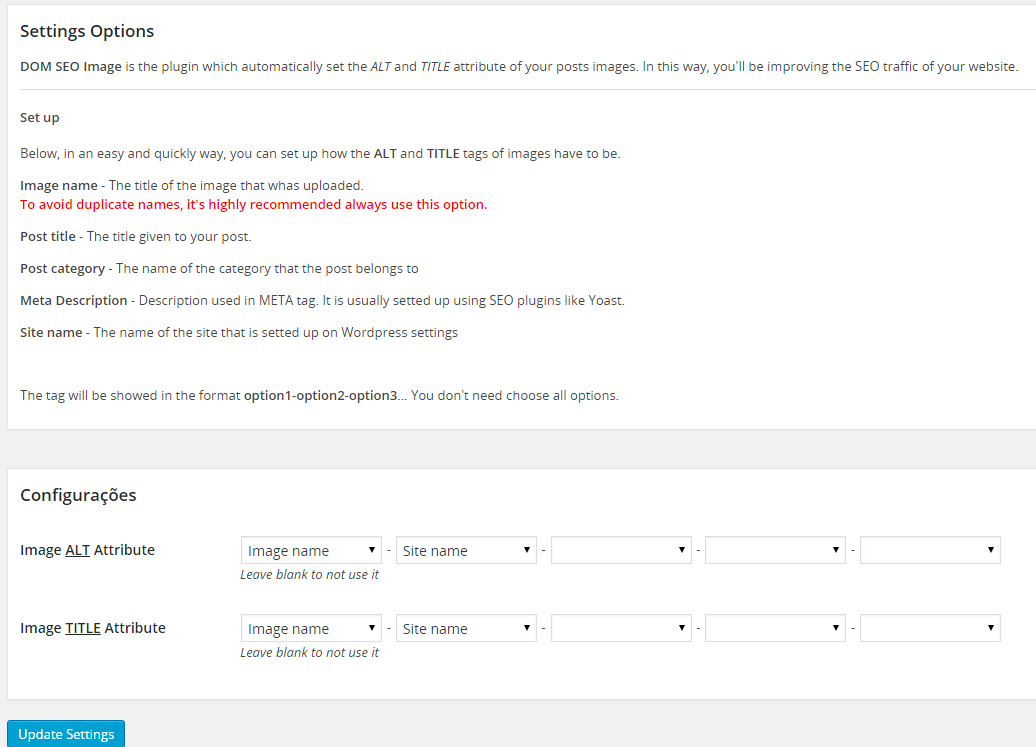 Settings Options
DOM SEO Image is the plugin which automatically set the ALT and TITLE attribute of your posts images. In this way, you'll be improving the SEO traffic of your website.
Set up
Below, in an easy and quickly way, you can set up how the ALT and TITLE tags of images have to be.
Image name - The title of the image that whas uploaded.
To avoid duplicate names, it's highly recommended always use this option.
Post title - The title given to your post.
Post category - The name of the category that the post belongs to
Meta Description - Description used in META tag. It is usually setted up using SEO plugins like Yoast.
Site name - The name of the site that is setted up on Wordpress settings
The tag will be showed in the format option1-option2-option3... You don't need choose all options.
Configurações
Image ALT Attribute Image name - Site name - - -
Leave blank to not use it
Image TITLE Attribute Image name - Site name - - -
Leave blank to not use it
Update Settings